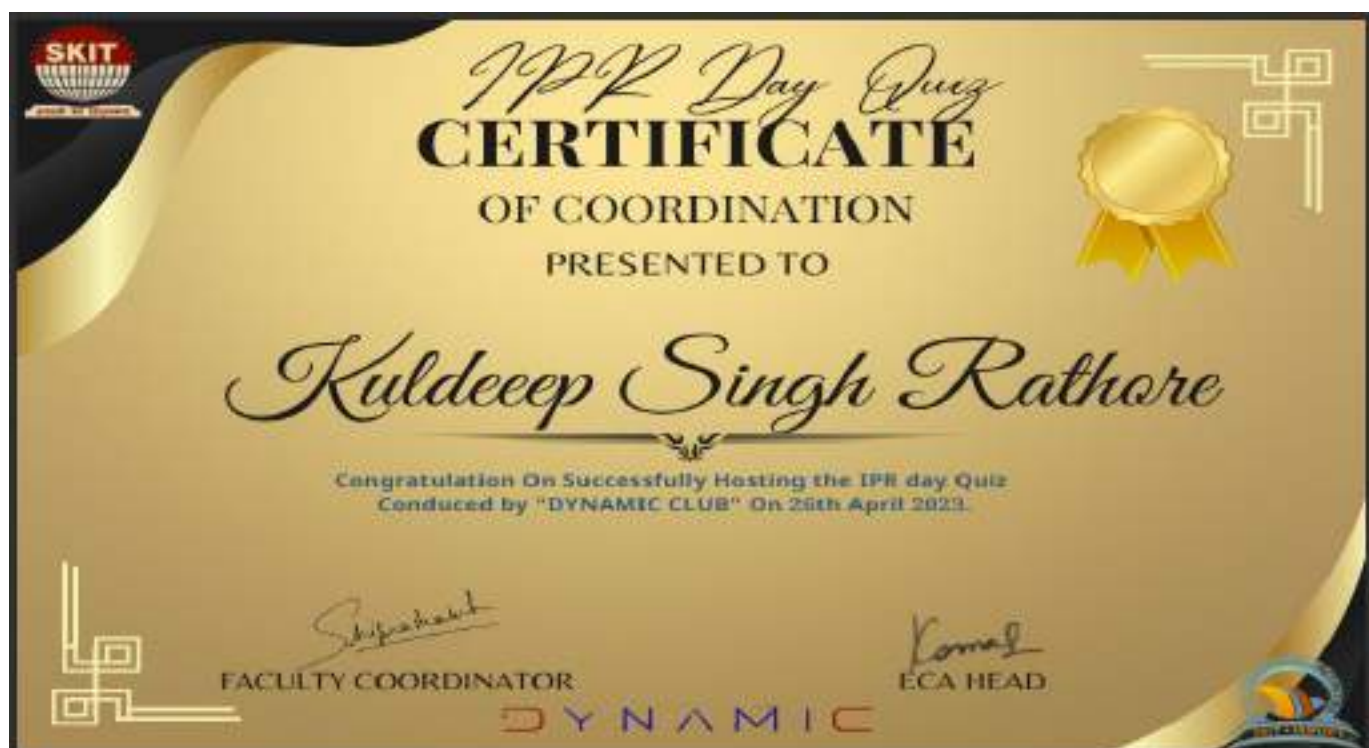 SKIT
IPR Day Quiz
CERTIFICATE
OF COORDINATION
PRESENTED TO
Kuldeeep Singh Rathore
Congratulation On Successfully Hosting the IPR day Quiz
Conduced by "DYNAMIC CLUB" On 26th April 2023.
Komal
FACULTY COORDINATOR
ECA HEAD
DYNAMIC